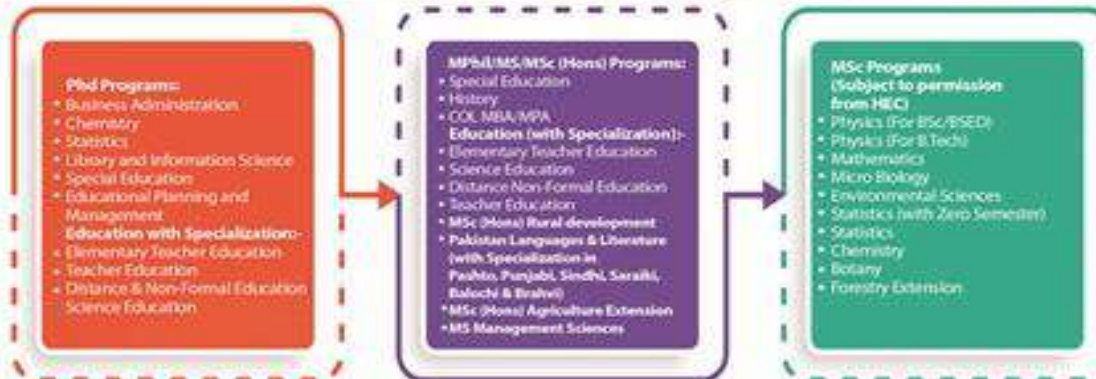 Phd Programs:
• Business Administration
• Chemistry
• Statistics
• Library and Information Science
• Special Education
• Educational Planning and
Management
Education with Specialization:-
• Elementary Teacher Education
• Teacher Education
• Distance & Non-Formal Education
Science Education
MPhil/MS/MSc (Hons) Programs:
• Special Education
• History
• COL MBA/MPA
Education (with Specialization):-
• Elementary Teacher Education
• Science Education
• Distance Non-Formal Education
• Teacher Education
• MSc (Hons) Rural development
• Pakistan Languages & Literature
(with Specialization in
Pashto, Punjabi, Sindhi, Saraiki,
Balochi & Brahvi)
• MSc (Hons) Agriculture Extension
• MS Management Sciences
MSc Programs
(Subject to permission
from HEC)
• Physics (For BSc/BSED)
• Physics (For B.Tech)
• Mathematics
• Micro Biology
• Environmental Sciences
• Statistics (with Zero Semester)
• Statistics
• Chemistry
• Botany
• Forestry Extension